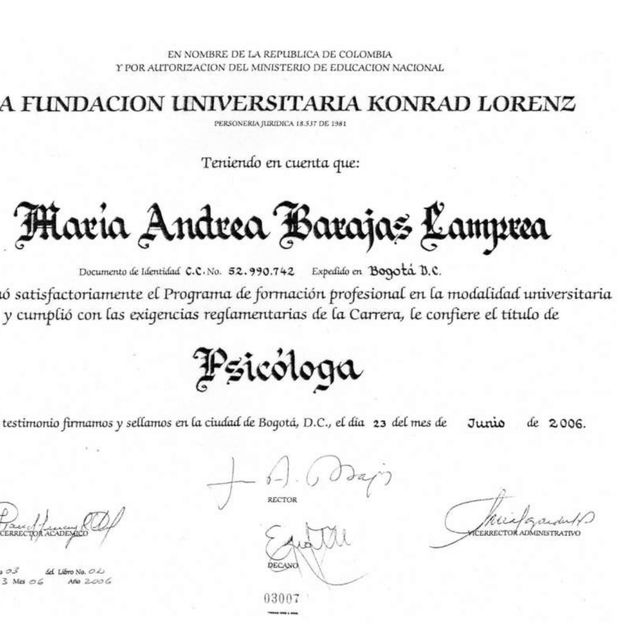 EN NOMBRE DE LA REPUBLICA DE COLOMBIA
Y POR AUTORIZACION DEL MINISTERIO DE EDUCACION NACIONAL
A FUNDACION UNIVERSITARIA KONRAD LORENZ
PERSONERIA JURIDICA 18.537 DE 1981
Teniendo en cuenta que:
María Andrea Barajas Lamprea
Documento de Identidad C.C. No. 52.990.742 Expedido en Bogotá D.C.
ó satisfactoriamente el Programa de formación profesional en la modalidad universitaria
y cumplió con las exigencias reglamentarias de la Carrera, le confiere el título de
Psicóloga
testimonio firmamos y sellamos en la ciudad de Bogotá, D.C., el día 23 del mes de Junio de 2006.
RECTOR
CERRECTOR ACADEMICO
VICERRECTOR ADMINISTRATIVO
DECANO
03 del Libro No. 02
3 Mes 06 Año 2006
03007